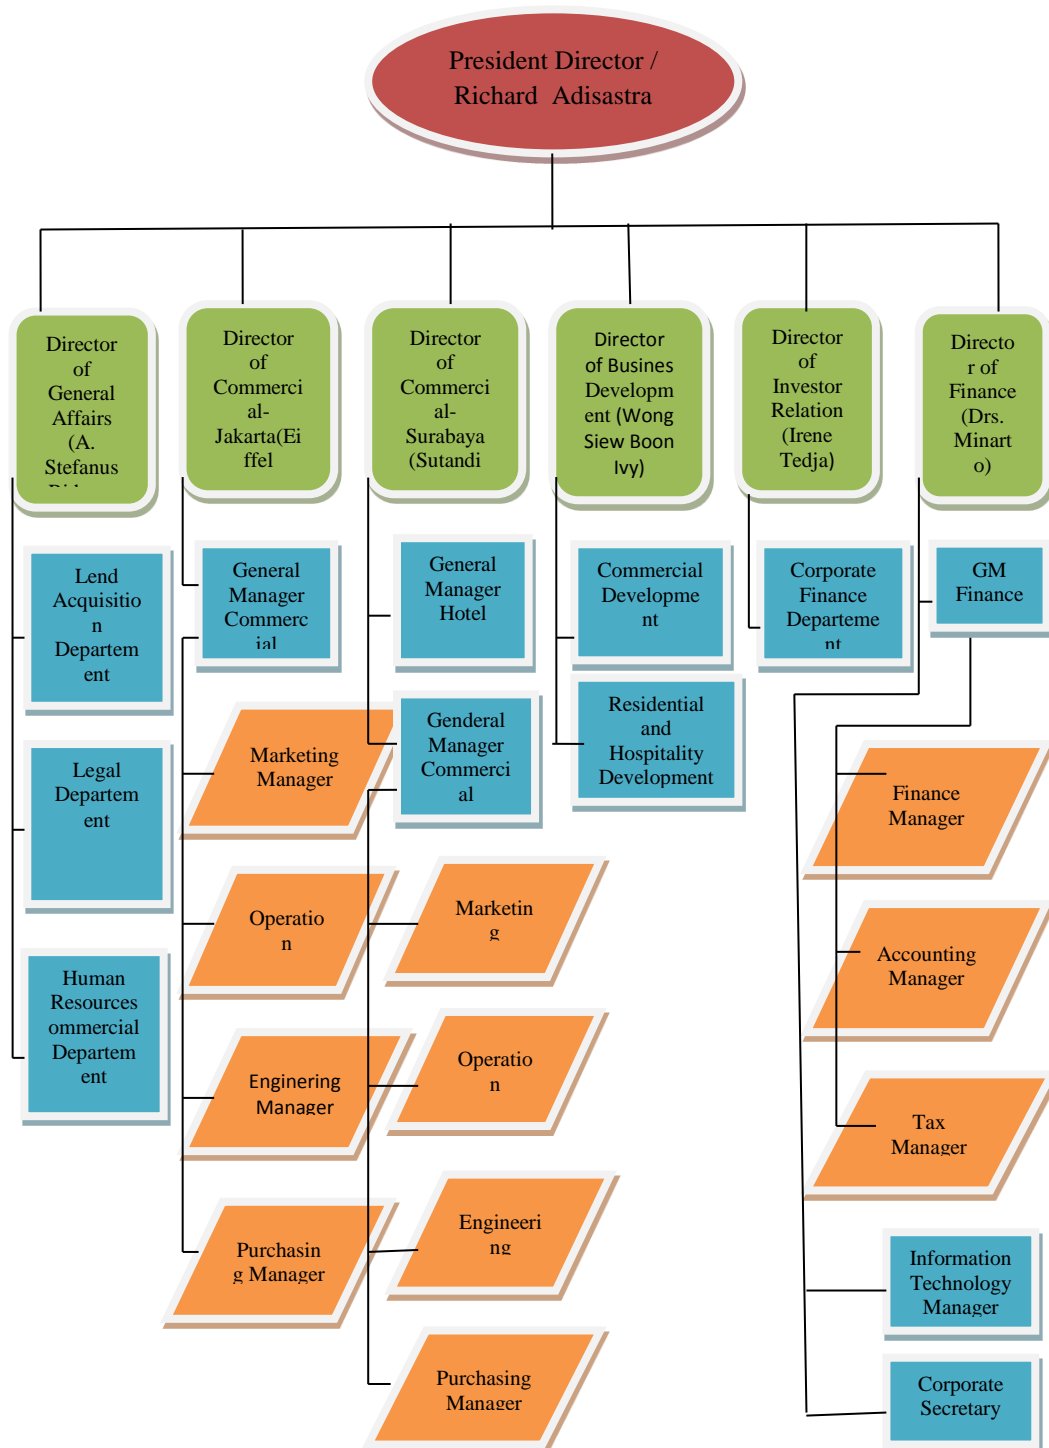 President Director /
Richard Adisastra
Director
of
General
Affairs
(A.
Stefanus
Director
of
Commerci
al-
Jakarta(Ei
ffel
Director
of
Commerci
al-
Surabaya
(Sutandi
Director
of Busines
Developm
ent (Wong
Siew Boon
Ivy)
Director
of
Investor
Relation
(Irene
Tedja)
Directo
r of
Finance
(Drs.
Minart
o)
Lend
Acquisitio
n
Departem
ent
Legal
Departem
ent
Human
Resources
ommercial
Departem
ent
General
Manager
Commerc
ial
Marketing
Manager
Operatio
n
Enginering
Manager
Purchasin
g Manager
General
Manager
Hotel
Genderal
Manager
Commerci
al
Marketin
g
Operatio
n
Engineeri
ng
Purchasing
Manager
Commercial
Developme
nt
Residential
and
Hospitality
Development
Corporate
Finance
Departeme
nt
GM
Finance
Finance
Manager
Accounting
Manager
Tax
Manager
Information
Technology
Manager
Corporate
Secretary